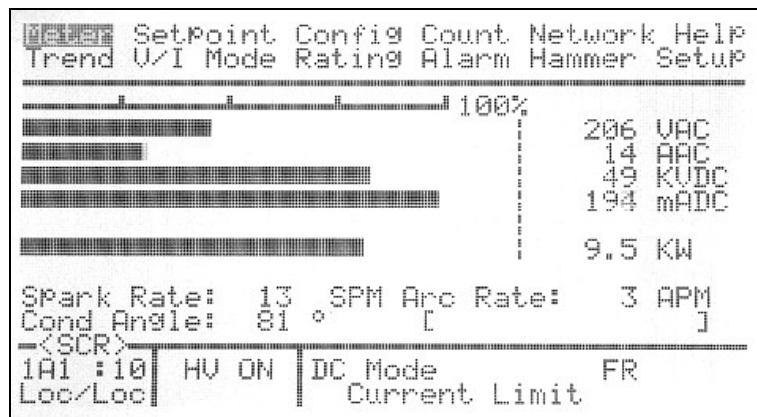 Meter Setpoint Config Count Network Help
Trend V/I Mode Rating Alarm Hammer Setup
100%
206 VAC
14 AAC
49 KVDC
194 mADC
9.5 KW
Spark Rate: 13 SPM Arc Rate: 3 APM
Cond Angle: 81 ° [ ]
<SCR>
1A1 :10 HV ON DC Mode FR
Loc/Loc Current Limit